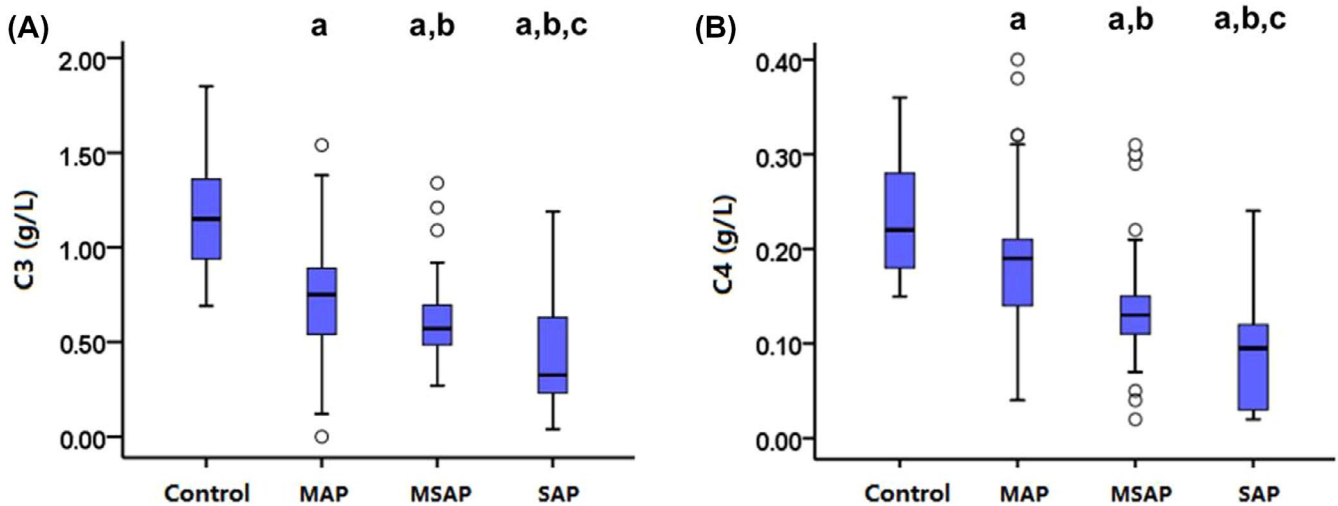 (A)
a a,b a,b,c
C3 (g/L)
2.00
1.50
1.00
0.50
0.00
Control MAP MSAP SAP
(B)
a a,b a,b,c
C4 (g/L)
0.40
0.30
0.20
0.10
0.00
Control MAP MSAP SAP